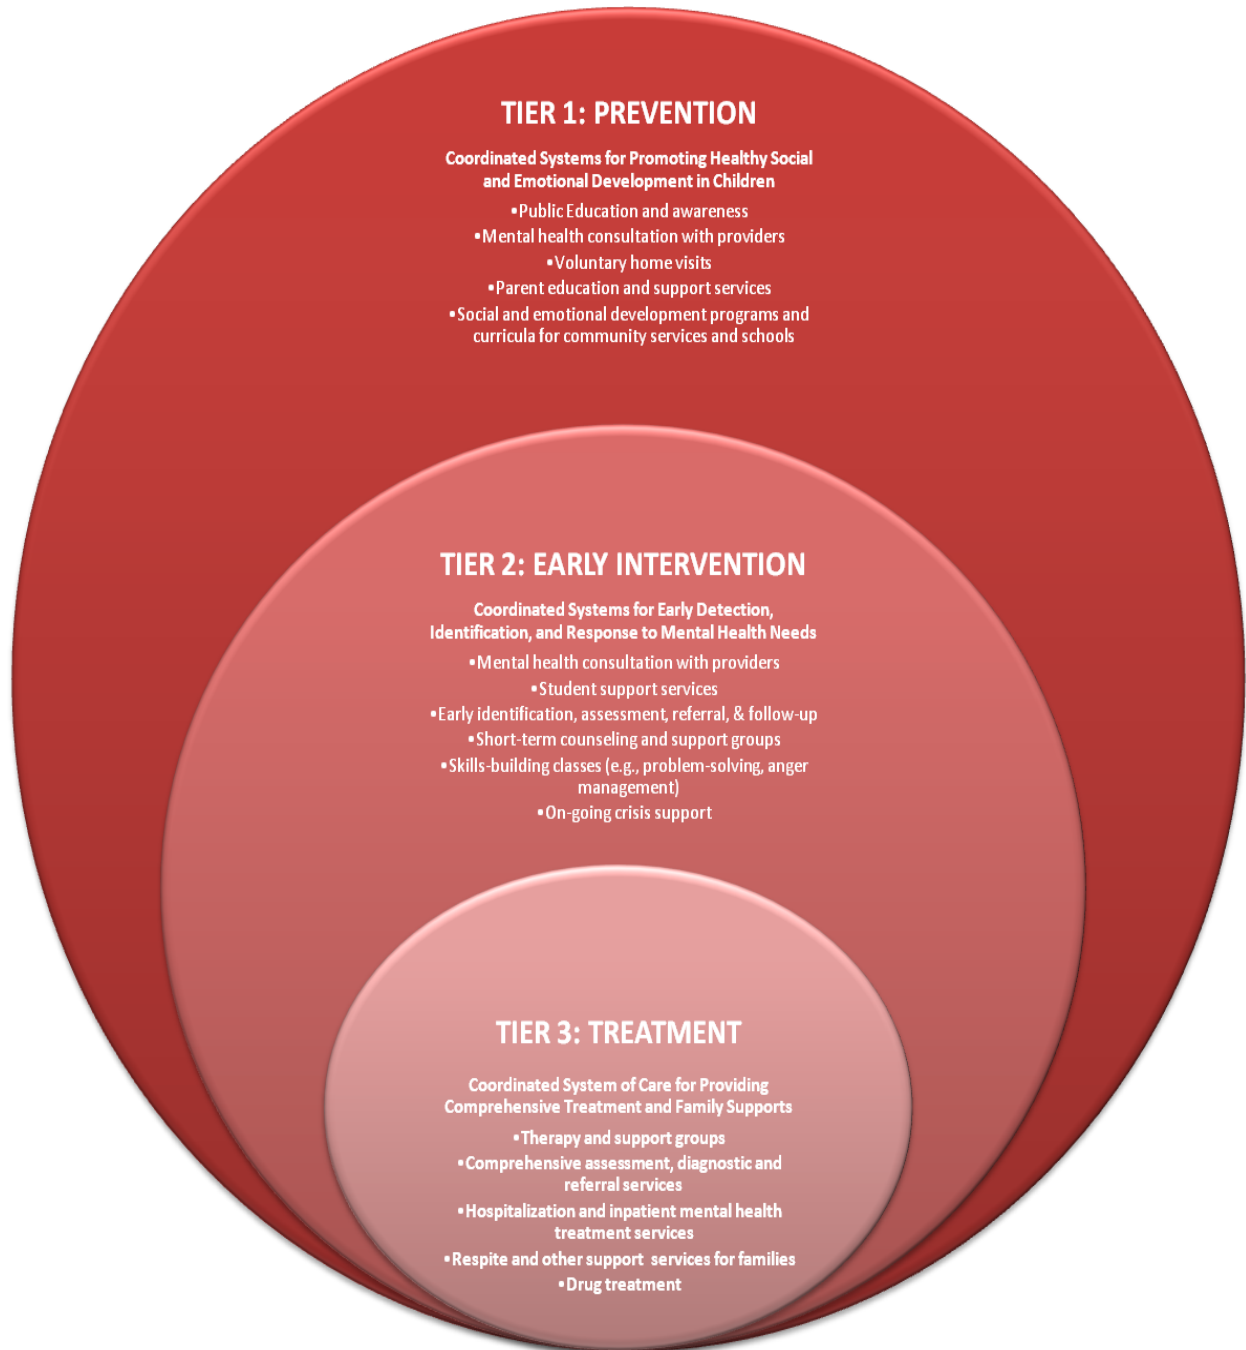 TIER 1: PREVENTION
Coordinated Systems for Promoting Healthy Social
and Emotional Development in Children
•Public Education and awareness
•Mental health consultation with providers
•Voluntary home visits
•Parent education and support services
•Social and emotional development programs and
curricula for community services and schools
TIER 2: EARLY INTERVENTION
Coordinated Systems for Early Detection,
Identification, and Response to Mental Health Needs
•Mental health consultation with providers
•Student support services
•Early identification, assessment, referral, & follow-up
•Short-term counseling and support groups
•Skills-building classes (e.g., problem-solving, anger
management)
•On-going crisis support
TIER 3: TREATMENT
Coordinated System of Care for Providing
Comprehensive Treatment and Family Supports
•Therapy and support groups
•Comprehensive assessment, diagnostic and
referral services
•Hospitalization and inpatient mental health
treatment services
•Respite and other support services for families
•Drug treatment